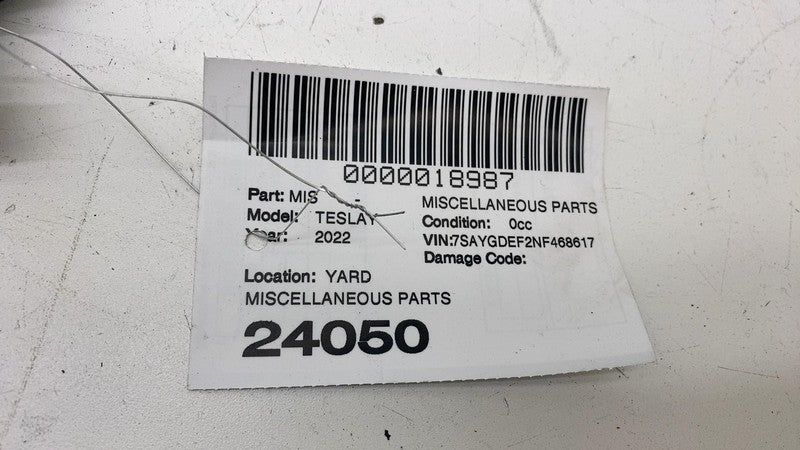 0000018987
Part: MIS - MISCELLANEOUS PARTS
Model: TESLAY Condition: 0cc
Year: 2022 VIN:7SAYGDEF2NF468617
Damage Code:
Location: YARD
MISCELLANEOUS PARTS
24050